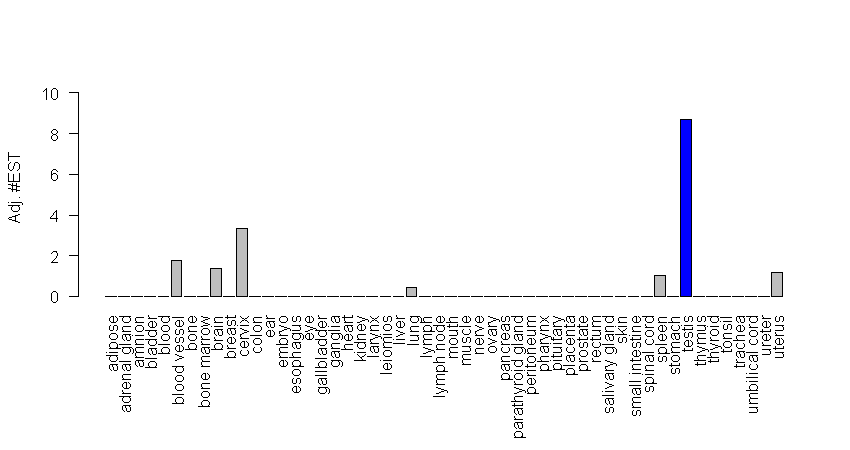 10
8
6
4
2
0
Adj. #EST
adipose
adrenal gland
amnion
bladder
blood
blood vessel
bone
bone marrow
brain
breast
cervix
colon
ear
embryo
esophagus
eye
gallbladder
ganglia
heart
kidney
larynx
leiomios
liver
lung
lymph
lymph node
mouth
muscle
nerve
ovary
pancreas
parathyroid gland
peritoneum
pharynx
pituitary
placenta
prostate
rectum
salivary gland
skin
small intestine
spinal cord
spleen
stomach
testis
thymus
thyroid
tonsil
trachea
umbilical cord
ureter
uterus